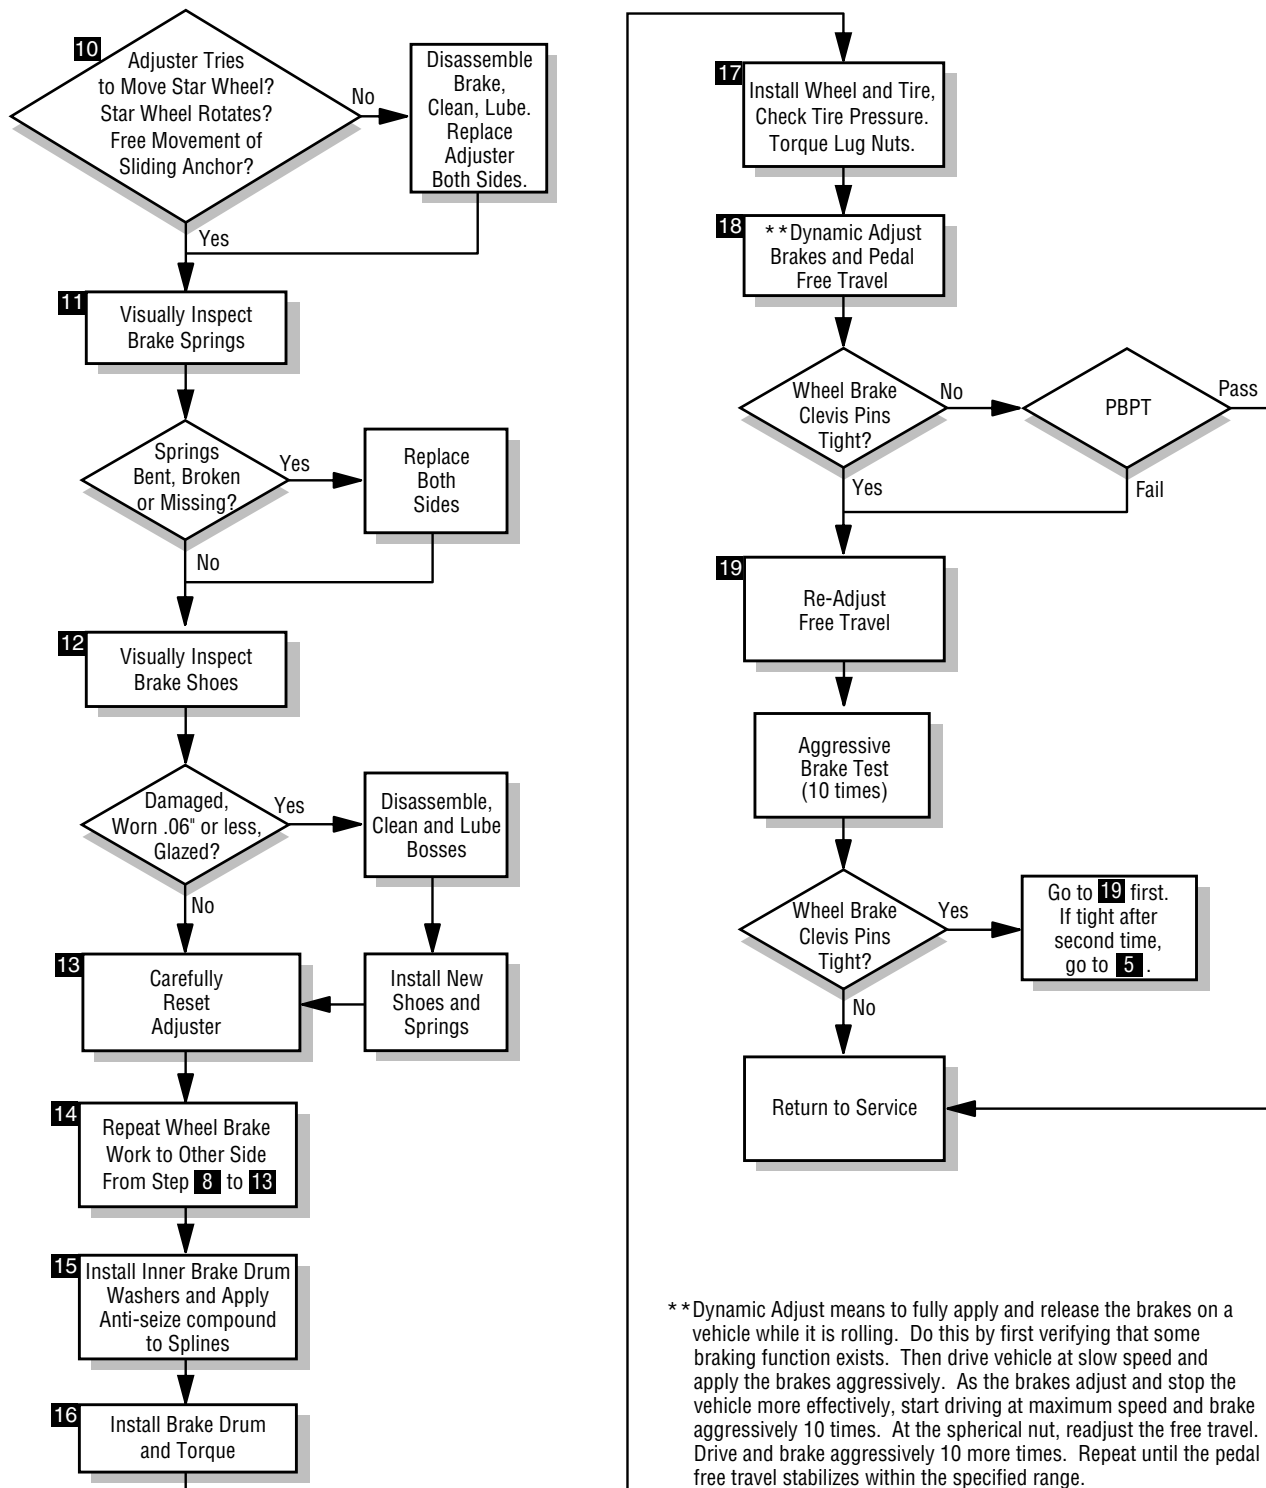 10
Adjuster Tries
to Move Star Wheel?
Star Wheel Rotates?
Free Movement of
Sliding Anchor?
No
Disassemble
Brake,
Clean, Lube.
Replace
Adjuster
Both Sides.
Yes
11
Visually Inspect
Brake Springs
Springs
Bent, Broken
or Missing?
Yes
Replace
Both
Sides
No
12
Visually Inspect
Brake Shoes
Damaged,
Worn .06" or less,
Glazed?
Yes
Disassemble,
Clean and Lube
Bosses
No
13
Carefully
Reset
Adjuster
Install New
Shoes and
Springs
14
Repeat Wheel Brake
Work to Other Side
From Step 8 to 13
15
Install Inner Brake Drum
Washers and Apply
Anti-seize compound
to Splines
16
Install Brake Drum
and Torque
17
Install Wheel and Tire,
Check Tire Pressure.
Torque Lug Nuts.
18
**Dynamic Adjust
Brakes and Pedal
Free Travel
Wheel Brake
Clevis Pins
Tight?
No
PBPT
Pass
Yes
Fail
19
Re-Adjust
Free Travel
Aggressive
Brake Test
(10 times)
Wheel Brake
Clevis Pins
Tight?
Yes
Go to 19 first.
If tight after
second time,
go to 5 .
No
Return to Service
**Dynamic Adjust means to fully apply and release the brakes on a
vehicle while it is rolling. Do this by first verifying that some
braking function exists. Then drive vehicle at slow speed and
apply the brakes aggressively. As the brakes adjust and stop the
vehicle more effectively, start driving at maximum speed and brake
aggressively 10 times. At the spherical nut, readjust the free travel.
Drive and brake aggressively 10 more times. Repeat until the pedal
free travel stabilizes within the specified range.